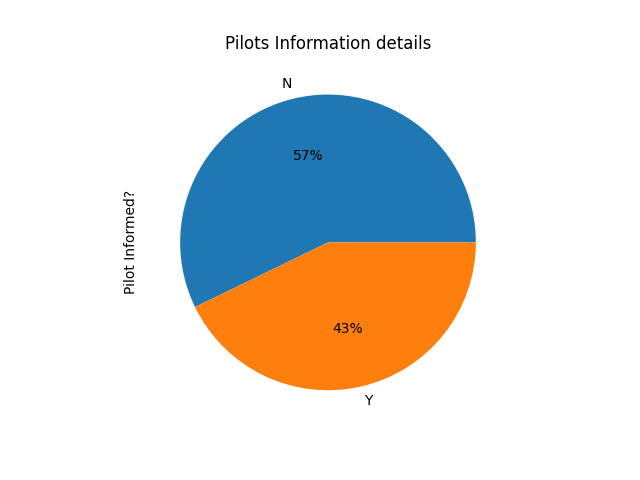 Pilots Information details
N
57%
Pilot Informed?
43%
Y